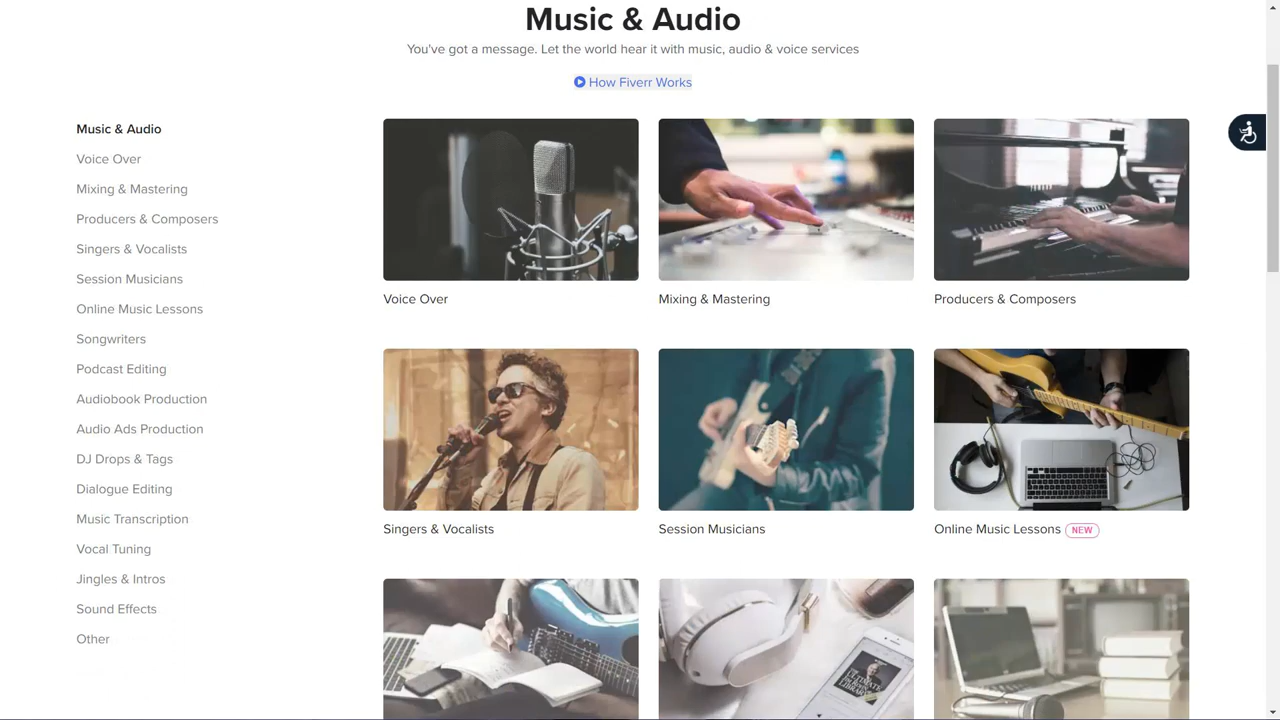 Music & Audio
You've got a message. Let the world hear it with music, audio & voice services
How Fiverr Works
Music & Audio
Voice Over
Mixing & Mastering
Producers & Composers
Singers & Vocalists
Session Musicians
Online Music Lessons
Songwriters
Podcast Editing
Audiobook Production
Audio Ads Production
DJ Drops & Tags
Dialogue Editing
Music Transcription
Vocal Tuning
Jingles & Intros
Sound Effects
Other
Voice Over
Mixing & Mastering
Producers & Composers
Singers & Vocalists
Session Musicians
Online Music Lessons NEW